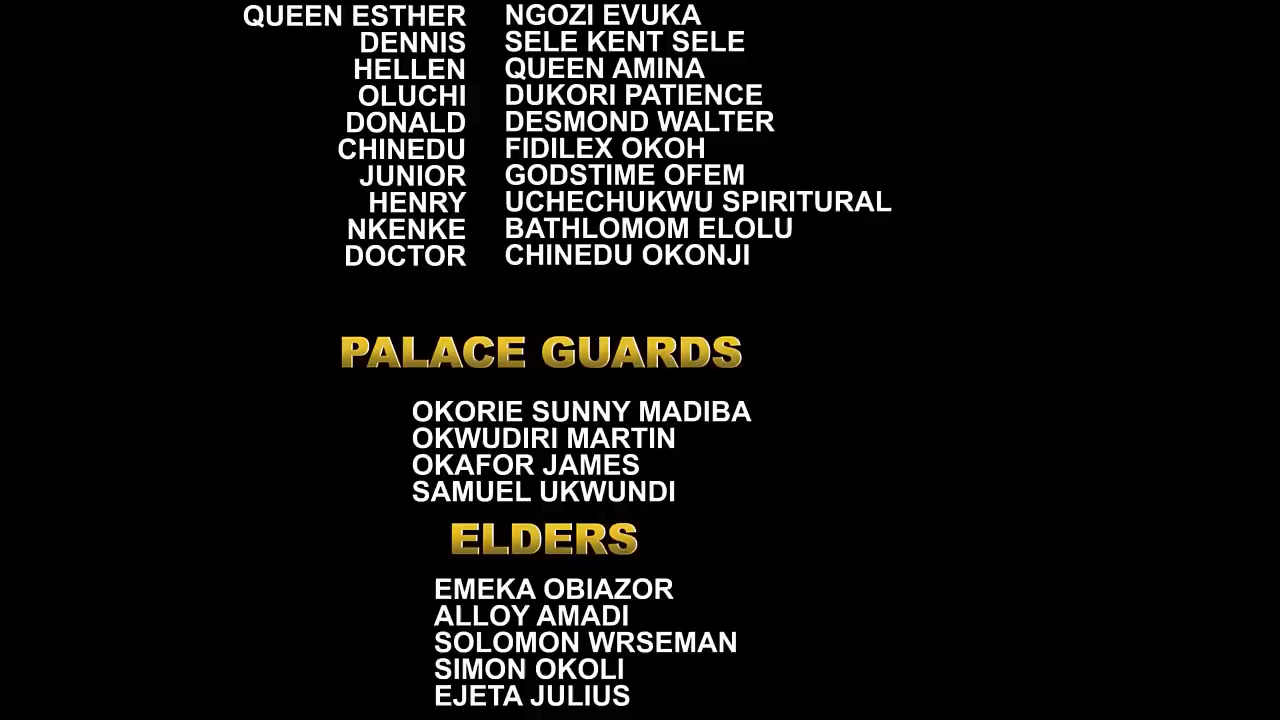 QUEEN ESTHER NGOZI EVUKA
DENNIS SELE KENT SELE
HELLEN QUEEN AMINA
OLUCHI DUKORI PATIENCE
DONALD DESMOND WALTER
CHINEDU FIDILEX OKOH
JUNIOR GODSTIME OFEM
HENRY UCHECHUKWU SPIRITURAL
NKENKE BATHLOMOM ELOLU
DOCTOR CHINEDU OKONJI
PALACE GUARDS
OKORIE SUNNY MADIBA
OKWUDIRI MARTIN
OKAFOR JAMES
SAMUEL UKWUNDI
ELDERS
EMEKA OBIAZOR
ALLOY AMADI
SOLOMON WRSEMAN
SIMON OKOLI
EJETA JULIUS